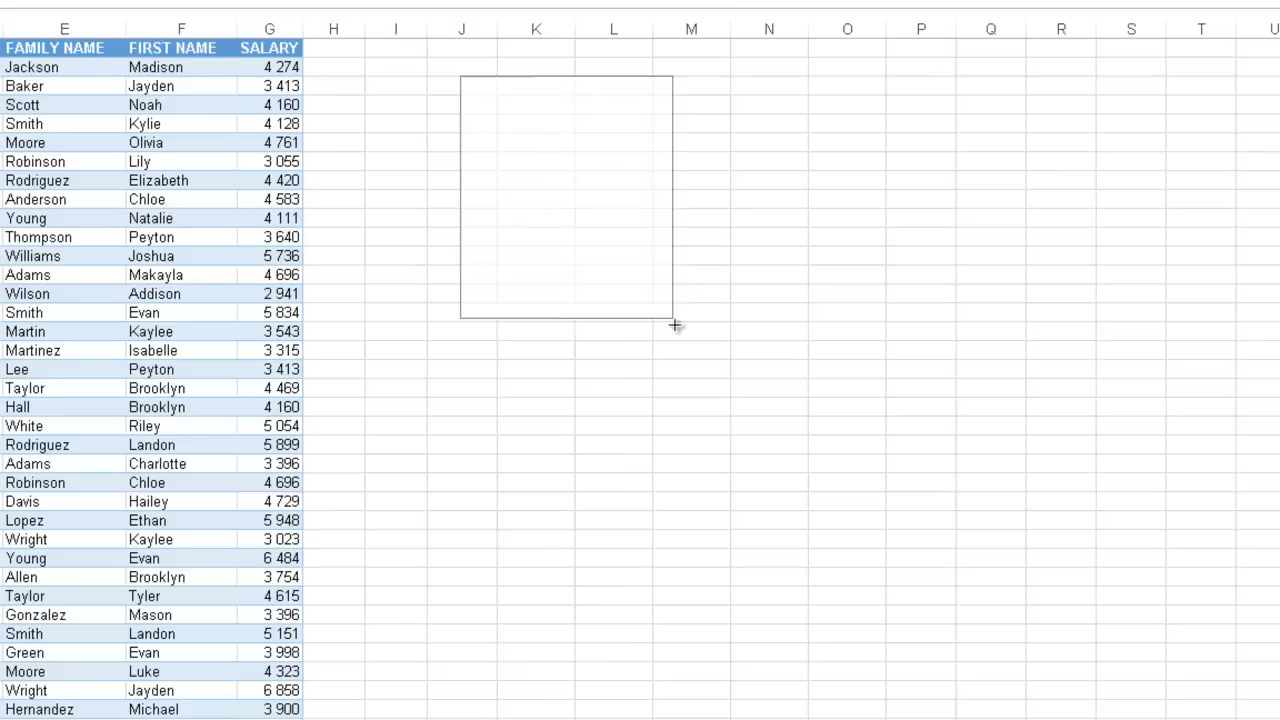 E F G H I J K L M N O P Q R S T U
FAMILY NAME FIRST NAME SALARY
Jackson Madison 4 274
Baker Jayden 3 413
Scott Noah 4 160
Smith Kylie 4 128
Moore Olivia 4 761
Robinson Lily 3 055
Rodriguez Elizabeth 4 420
Anderson Chloe 4 583
Young Natalie 4 111
Thompson Peyton 3 640
Williams Joshua 5 736
Adams Makayla 4 696
Wilson Addison 2 941
Smith Evan 5 834
Martin Kaylee 3 543
Martinez Isabelle 3 315
Lee Peyton 3 413
Taylor Brooklyn 4 469
Hall Brooklyn 4 160
White Riley 5 054
Rodriguez Landon 5 899
Adams Charlotte 3 396
Robinson Chloe 4 696
Davis Hailey 4 729
Lopez Ethan 5 948
Wright Kaylee 3 023
Young Evan 6 484
Allen Brooklyn 3 754
Taylor Tyler 4 615
Gonzalez Mason 3 396
Smith Landon 5 151
Green Evan 3 998
Moore Luke 4 323
Wright Jayden 6 858
Hernandez Michael 3 900